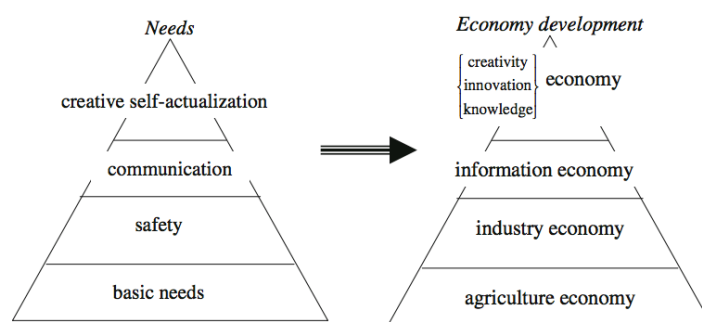 Needs
creative self-actualization
communication
safety
basic needs
Economy development
creativity
innovation
knowledge
economy
information economy
industry economy
agriculture economy